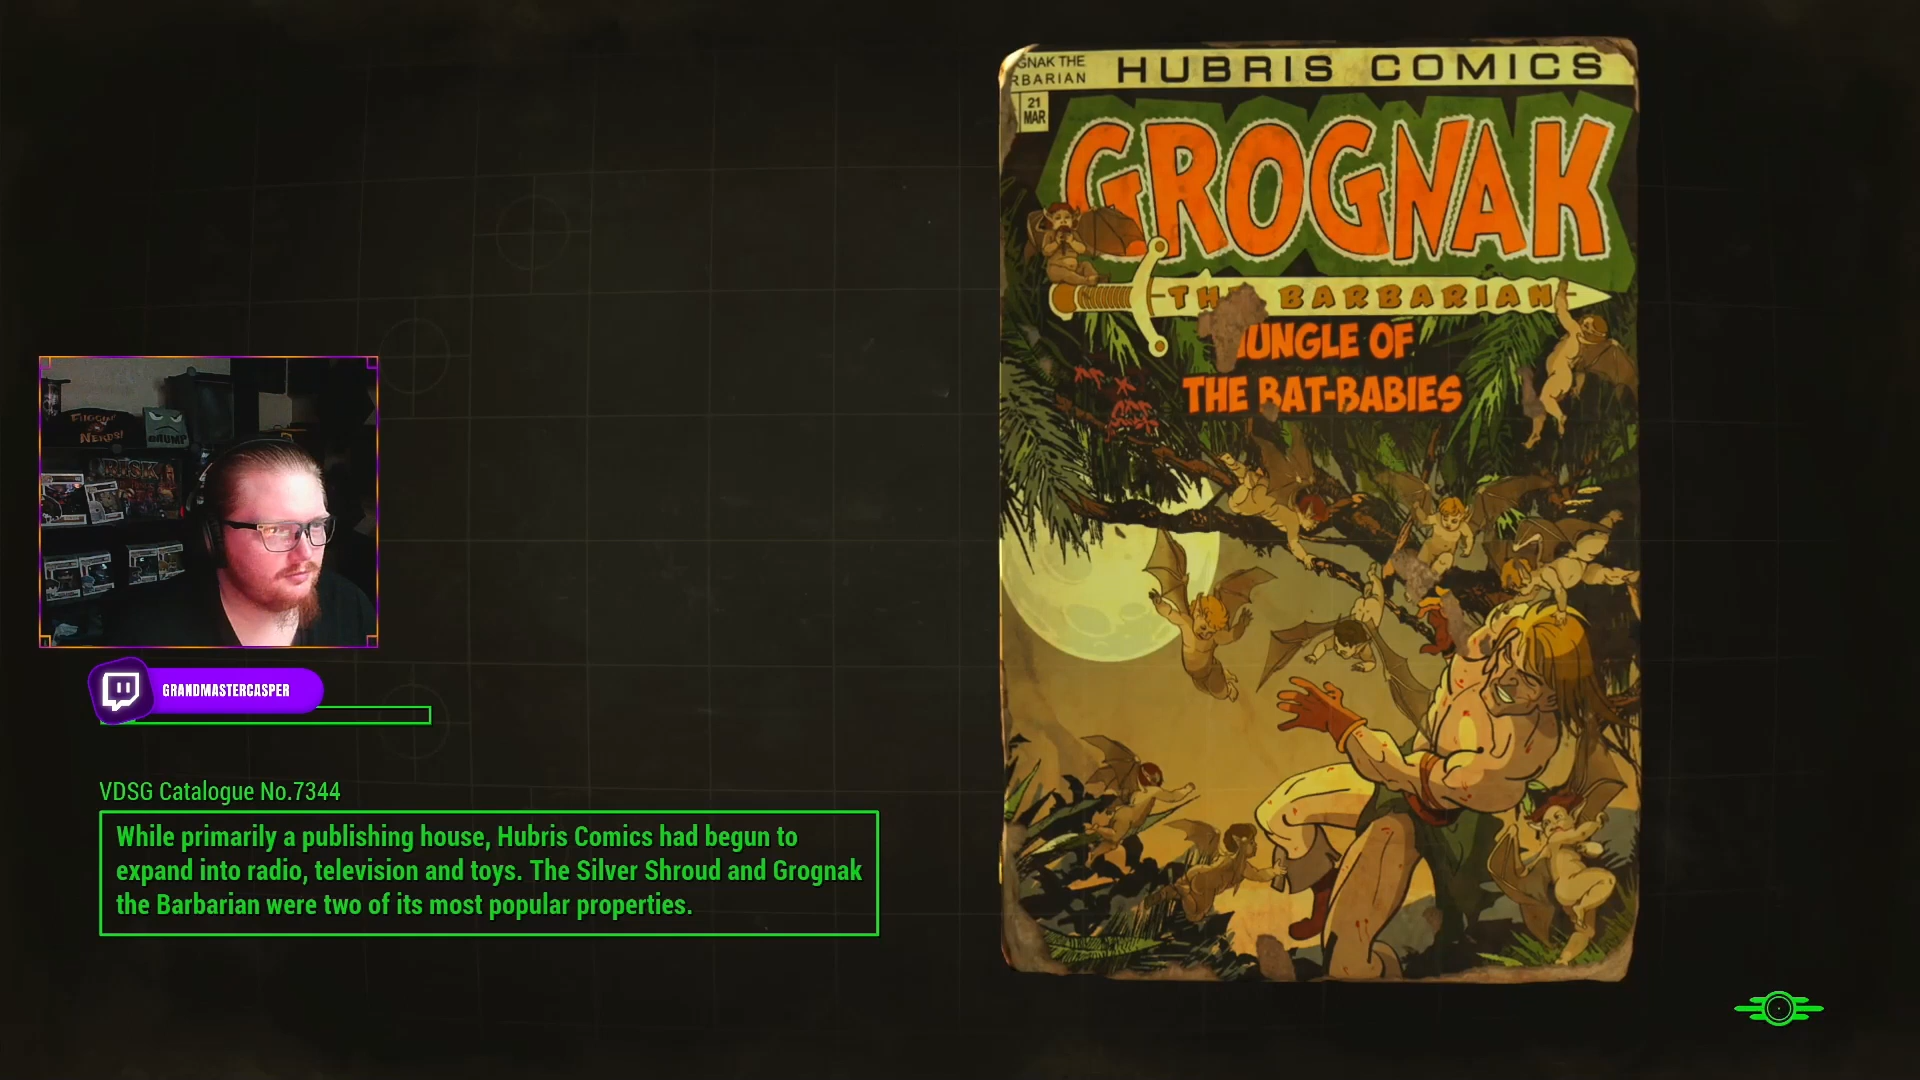 GNAK THE
RBARIAN
HUBRIS COMICS
21
MAR
GROGNAK
BARBARIAN
UNGLE OF
THE BAT-BABIES
NERDS!
GRUMP
GRANDMASTERCASPER
VDSG Catalogue No.7344
While primarily a publishing house, Hubris Comics had begun to
expand into radio, television and toys. The Silver Shroud and Grognak
the Barbarian were two of its most popular properties.